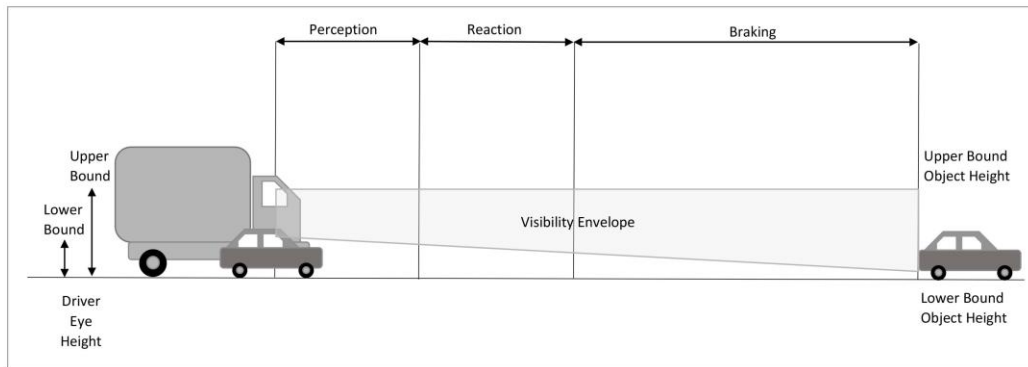 Perception
Reaction
Braking
Upper
Bound
Lower
Bound
Visibility Envelope
Upper Bound
Object Height
Driver
Eye
Height
Lower Bound
Object Height